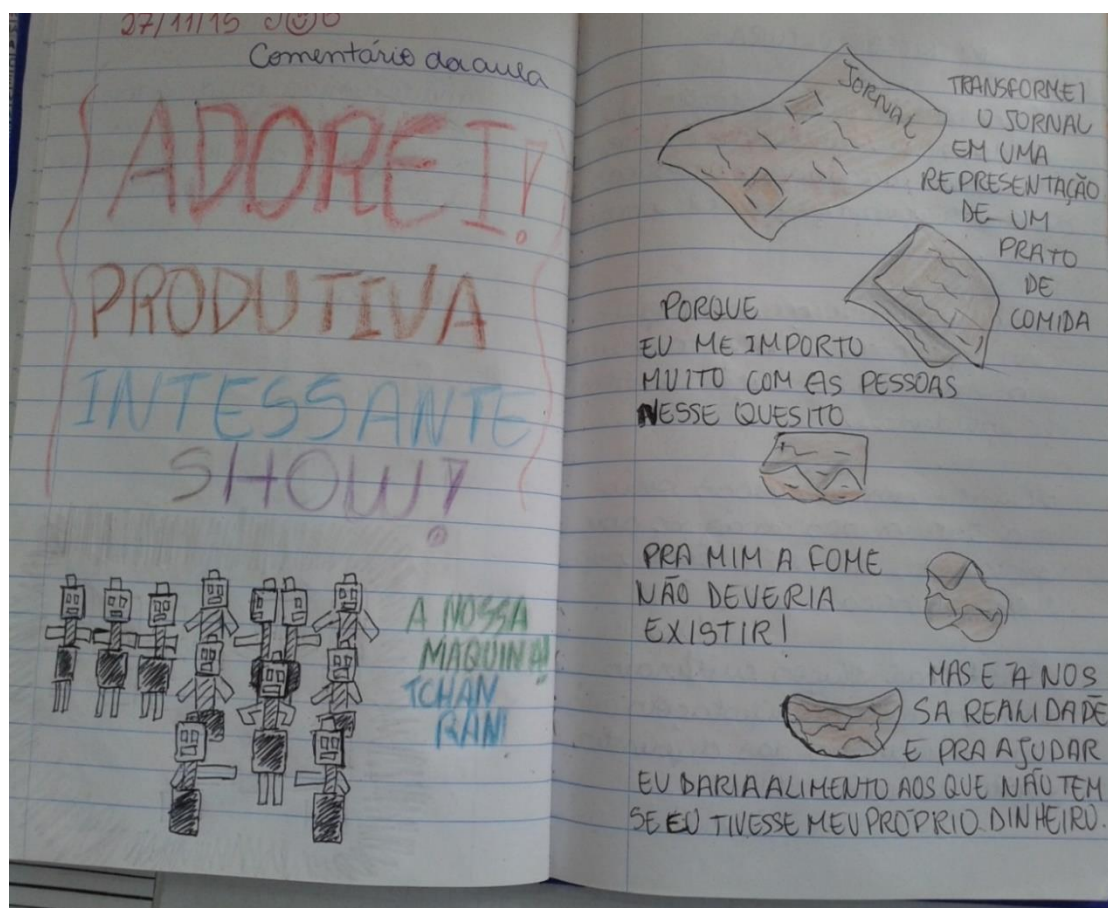 27/11/15
Comentário da aula
ADOREI!
PRODUTIVA
INTESSANTE
SHOW!
A NOSSA
MAQUINA!!
TCHAN
RAN!
JORNAL
TRANSFORMEI
O JORNAL
EM UMA
REPRESENTAÇÃO
DE UM
PRATO
DE
COMIDA
PORQUE
EU ME IMPORTO
MUITO COM AS PESSOAS
NESSE QUESITO
PRA MIM A FOME
NÃO DEVERIA
EXISTIR!
MAS E A NOS
SA REALIDADE
E PRA AJUDAR
EU DARIA ALIMENTO AOS QUE NÃO TEM
SE EU TIVESSE MEU PRÓPRIO DINHEIRO.